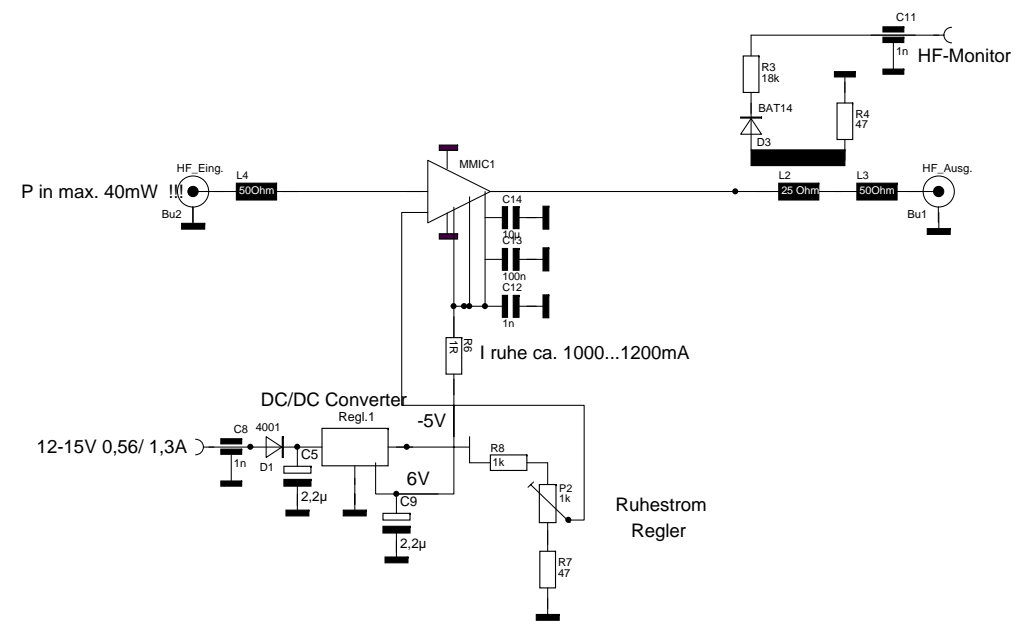 C11
1n
HF-Monitor
R3
18k
BAT14
D3
R4
47
HF_Eing.
P in max. 40mW !!!
Bu2
L4
50Ohm
MMIC1
L2
25 Ohm
L3
50Ohm
HF_Ausg.
Bu1
C14
10µ
C13
100n
C12
1n
R6
1R
I ruhe ca. 1000...1200mA
DC/DC Converter
Regl.1
-5V
12-15V 0,56/ 1,3A
C8
1n
4001
D1
C5
2,2µ
6V
C9
2,2µ
R8
1k
P2
1k
Ruhestrom
Regler
R7
47